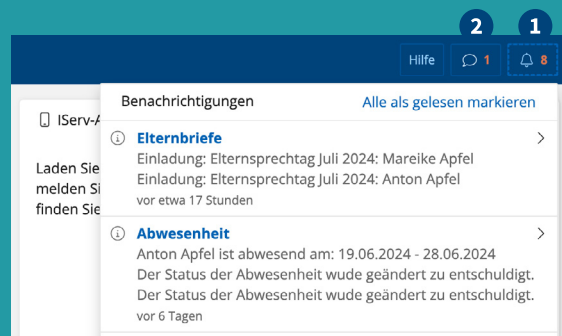 2 1
Hilfe 1 8
Benachrichtigungen Alle als gelesen markieren
IServ-A
Elternbriefe
Einladung: Elternsprechtag Juli 2024: Mareike Apfel
Laden Sie
Einladung: Elternsprechtag Juli 2024: Anton Apfel
melden Si
vor etwa 17 Stunden
finden Sie
Abwesenheit
Anton Apfel ist abwesend am: 19.06.2024 - 28.06.2024
Der Status der Abwesenheit wude geändert zu entschuldigt.
Der Status der Abwesenheit wude geändert zu entschuldigt.
vor 6 Tagen